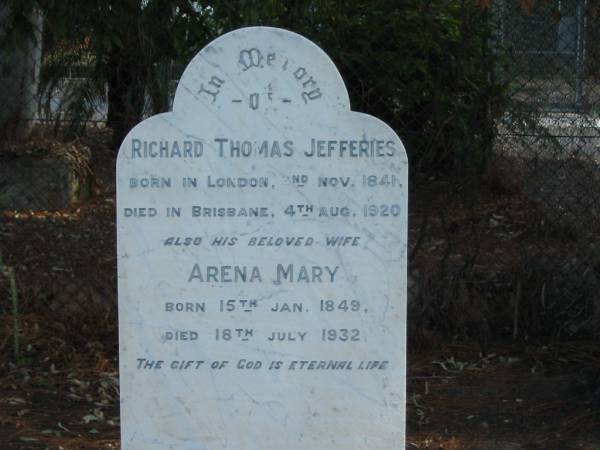 In Memory
- Of -
Richard Thomas Jefferies
Born in London, 2nd Nov. 1841,
Died in Brisbane, 4th Aug. 1920
Also his beloved wife
Arena Mary
Born 15th Jan. 1849,
Died 18th July 1932
The gift of God is eternal life